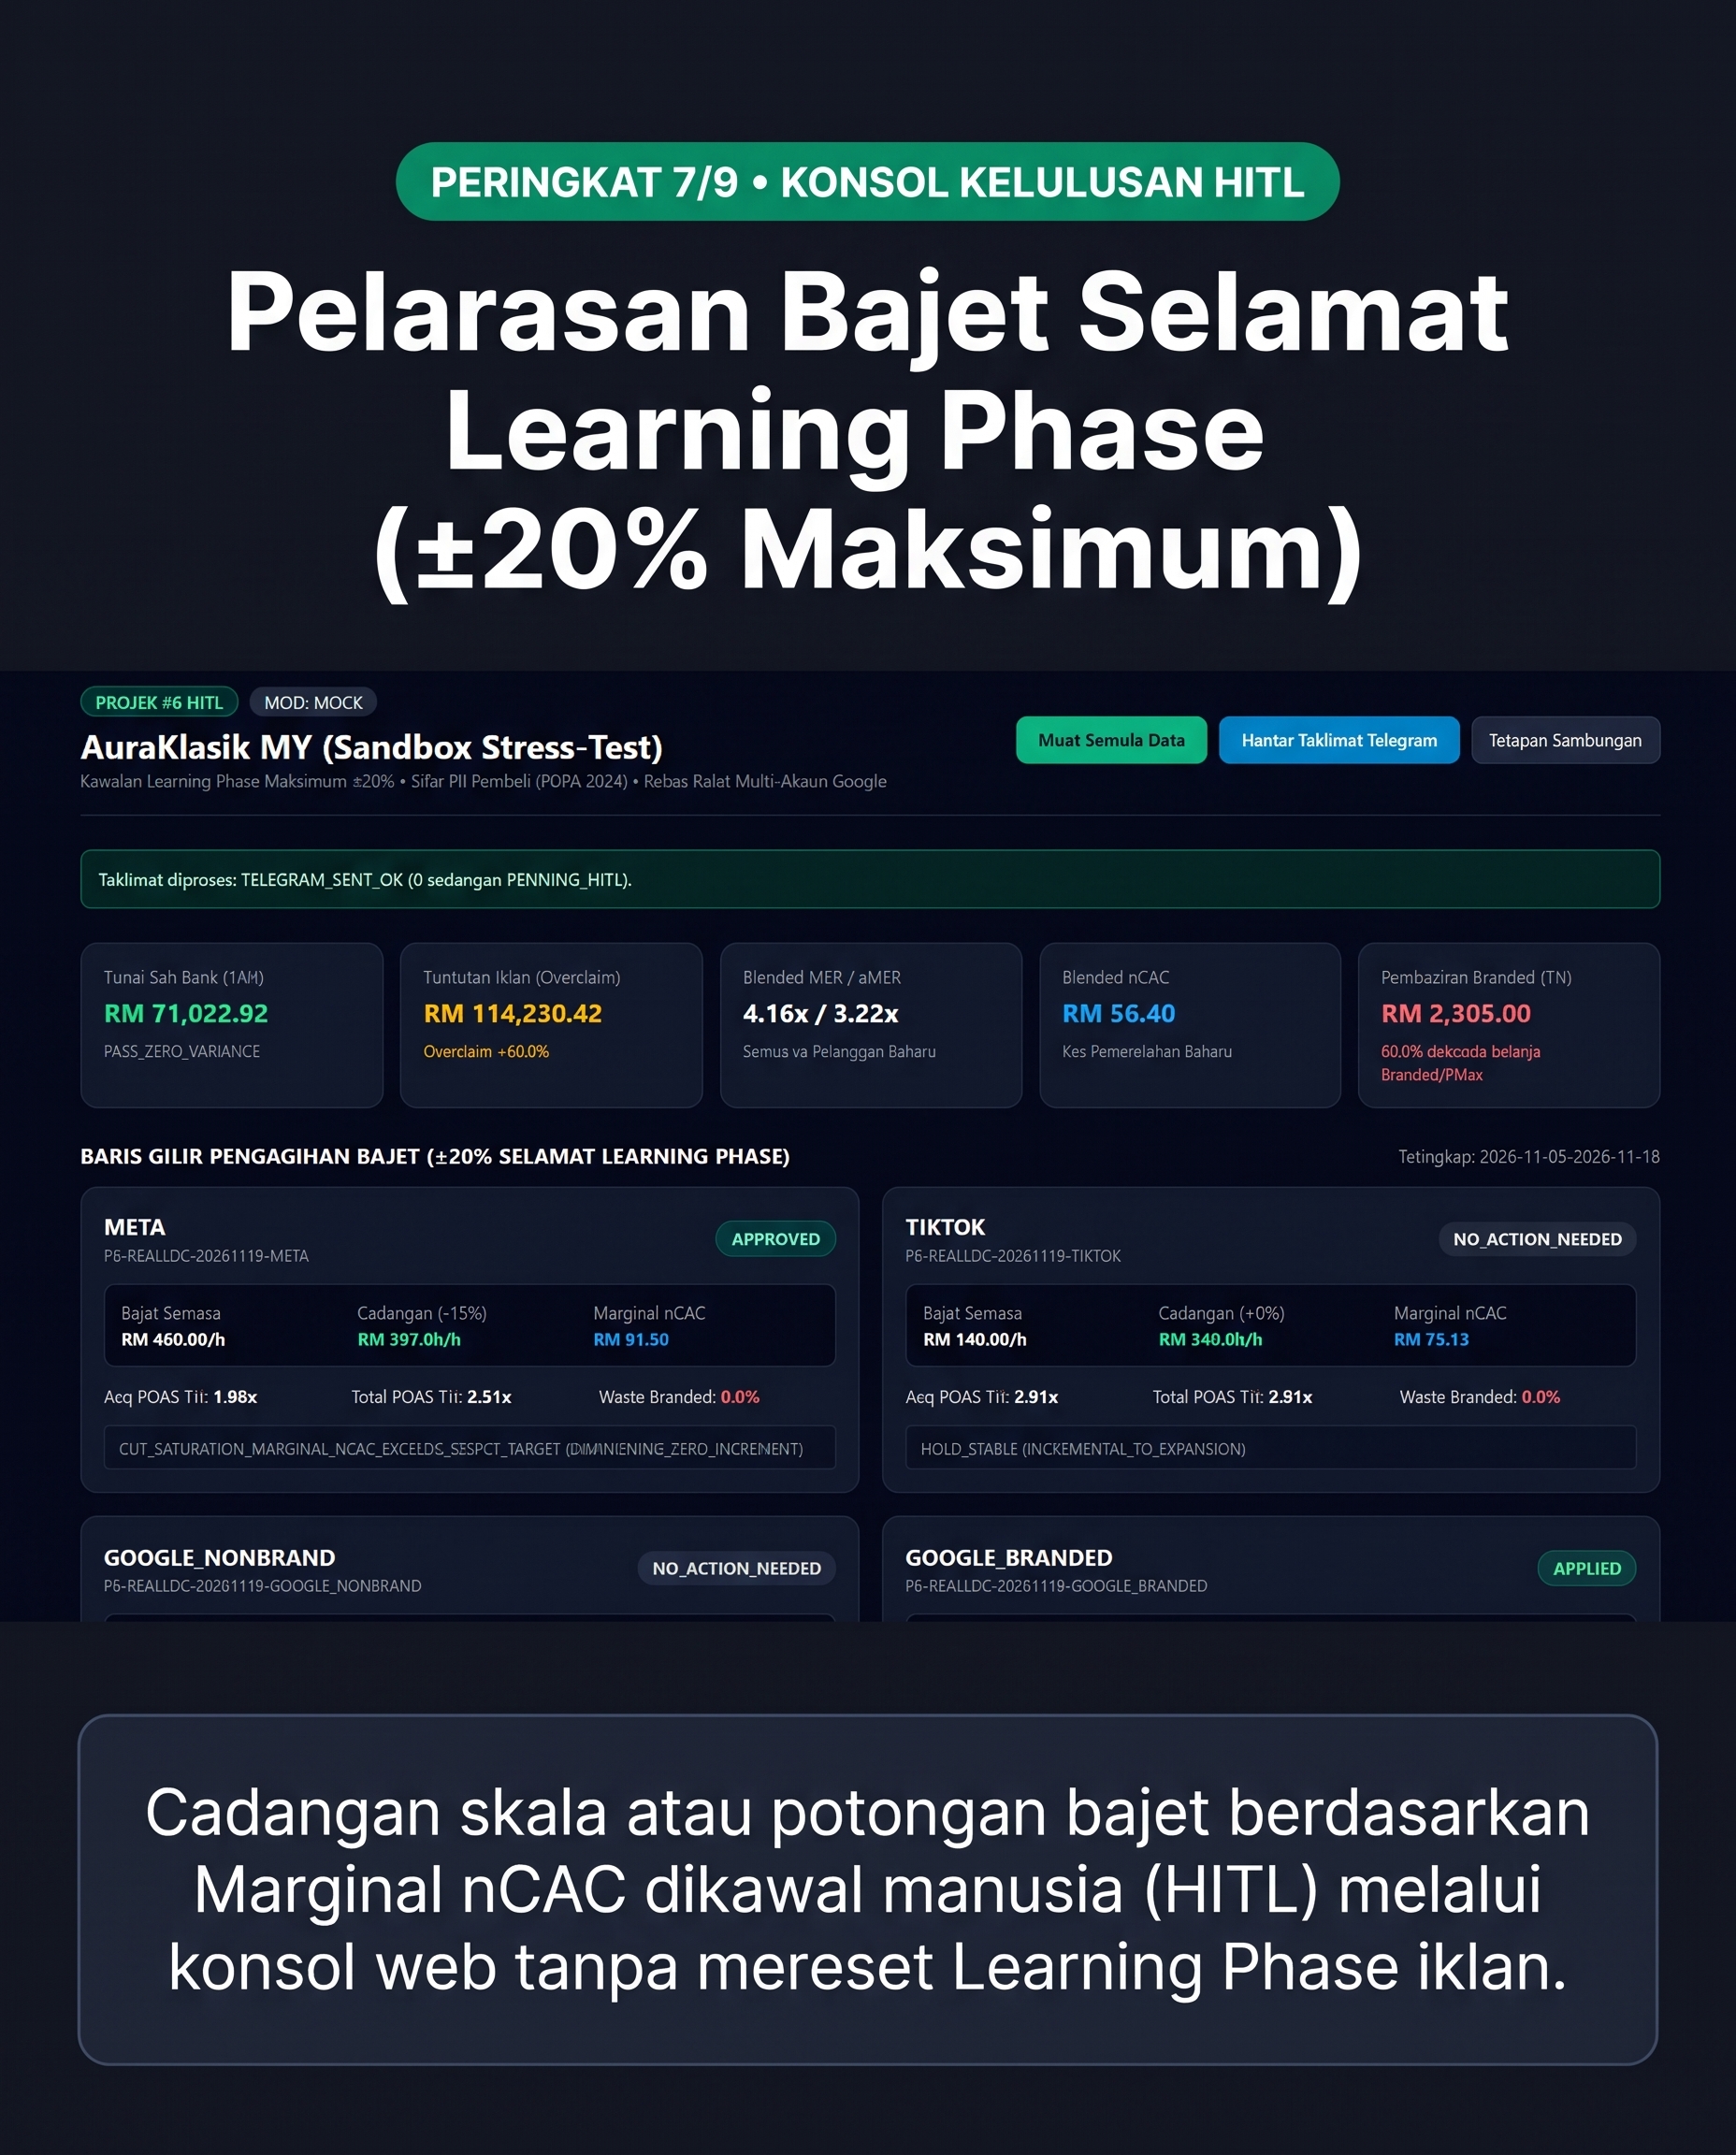 PERINGKAT 7/9 • KONSOL KELULUSAN HITL
Pelarasan Bajet Selamat
Learning Phase
(±20% Maksimum)
PROJEK #6 HITL MOD: MOCK
AuraKlasik MY (Sandbox Stress-Test)
Muat Semula Data Hantar Taklimat Telegram Tetapan Sambungan
Kawalan Learning Phase Maksimum ±20% • Sifar PII Pembeli (POPA 2024) • Rebas Ralat Multi-Akaun Google
Taklimat diproses: TELEGRAM_SENT_OK (0 sedangan PENNING_HITL).
Tunai Sah Bank (1AM) Tuntutan Iklan (Overclaim) Blended MER / aMER Blended nCAC Pembaziran Branded (TN)
RM 71,022.92 RM 114,230.42 4.16x / 3.22x RM 56.40 RM 2,305.00
PASS_ZERO_VARIANCE Overclaim +60.0% Semus va Pelanggan Baharu Kes Pemerelahan Baharu 60.0% dekcada belanja
Branded/PMax
BARIS GILIR PENGAGIHAN BAJET (±20% SELAMAT LEARNING PHASE) Tetingkap: 2026-11-05-2026-11-18
META APPROVED
P6-REALLDC-20261119-META
Bajat Semasa Cadangan (-15%) Marginal nCAC
RM 460.00/h RM 397.0h/h RM 91.50
Acq POAS Tii: 1.98x Total POAS Tii: 2.51x Waste Branded: 0.0%
TIKTOK NO_ACTION_NEEDED
P6-REALLDC-20261119-TIKTOK
Bajat Semasa Cadangan (+0%) Marginal nCAC
RM 140.00/h RM 340.0h/h RM 75.13
Acq POAS Tii: 2.91x Total POAS Tii: 2.91x Waste Branded: 0.0%
HOLD_STABLE (INCKEMENTAL_TO_EXPANSION)
GOOGLE_NONBRAND NO_ACTION_NEEDED
P6-REALLDC-20261119-GOOGLE_NONBRAND
GOOGLE_BRANDED APPLIED
P6-REALLDC-20261119-GOOGLE_BRANDED
Cadangan skala atau potongan bajet berdasarkan
Marginal nCAC dikawal manusia (HITL) melalui
konsol web tanpa mereset Learning Phase iklan.